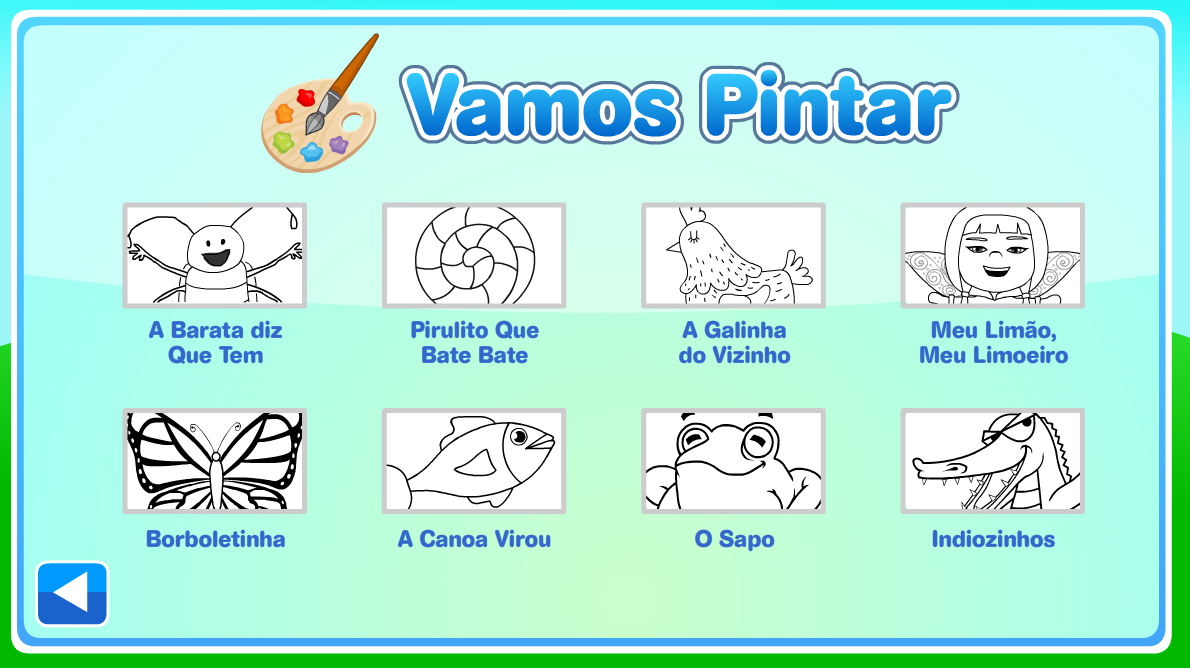 Vamos Pintar
A Barata diz
Que Tem
Pirulito Que
Bate Bate
A Galinha
do Vizinho
Meu Limão,
Meu Limoeiro
Borboletinha
A Canoa Virou
O Sapo
Indiozinhos